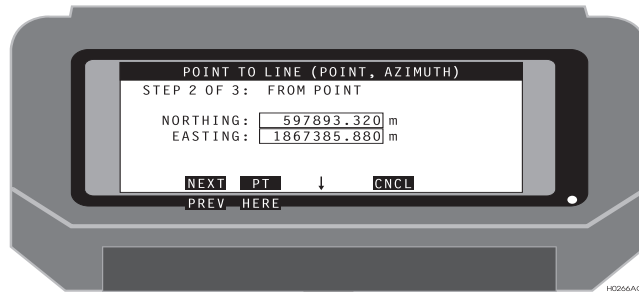 POINT TO LINE (POINT, AZIMUTH)
STEP 2 OF 3: FROM POINT
NORTHING: 597893.320 m
EASTING: 1867385.880 m
NEXT PT ↓ CNCL
PREV HERE
H0266AC